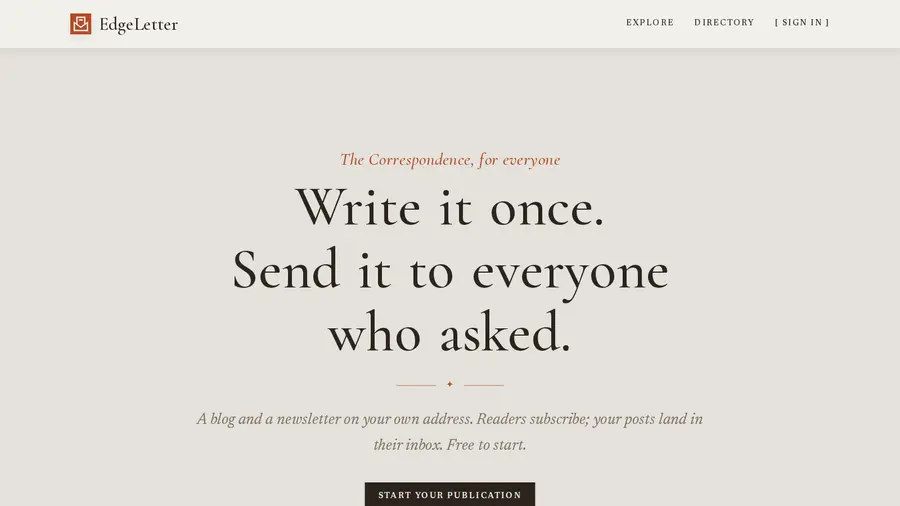 EdgeLetter
EXPLORE DIRECTORY [ SIGN IN ]
The Correspondence, for everyone
Write it once.
Send it to everyone
who asked.
A blog and a newsletter on your own address. Readers subscribe; your posts land in
their inbox. Free to start.
START YOUR PUBLICATION